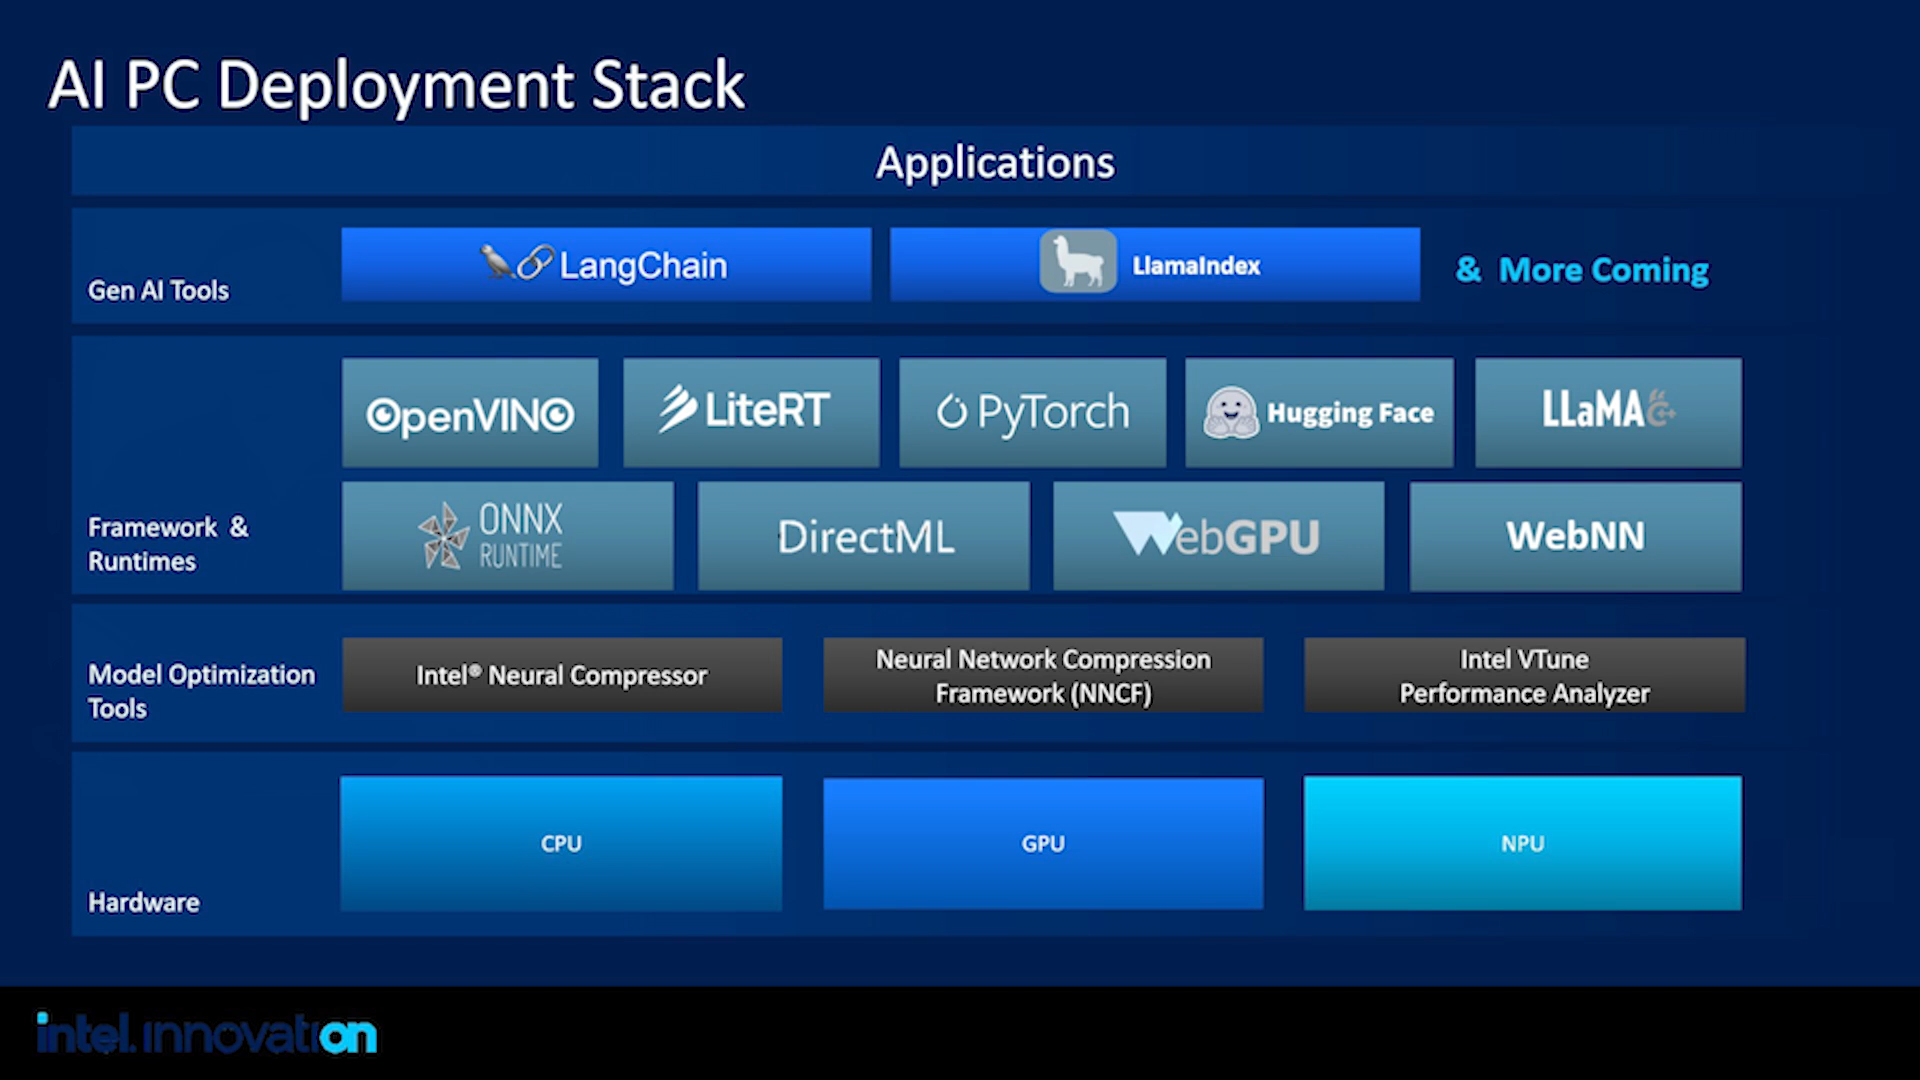 AI PC Deployment Stack
Applications
Gen AI Tools
LangChain
LlamaIndex
& More Coming
Framework &
Runtimes
OpenVINO
LiteRT
PyTorch
Hugging Face
LLaMA C++
ONNX
RUNTIME
DirectML
WebGPU
WebNN
Model Optimization
Tools
Intel® Neural Compressor
Neural Network Compression
Framework (NNCF)
Intel VTune
Performance Analyzer
Hardware
CPU
GPU
NPU
intel. innovation